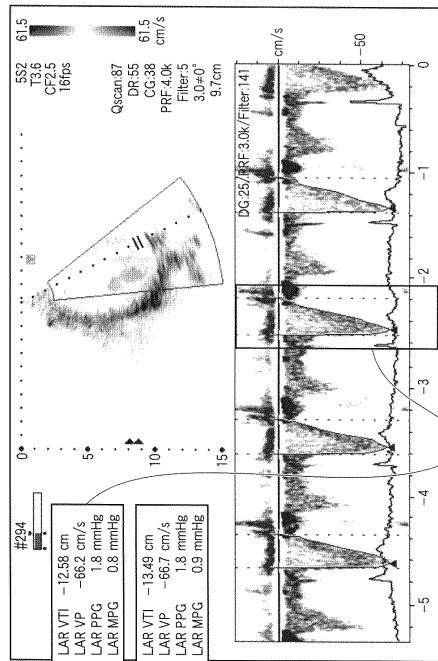 #294
LAR VTI −12.58 cm
LAR VP −66.2 cm/s
LAR PPG 1.8 mmHg
LAR MPG 0.8 mmHg
LAR VTI −13.49 cm
LAR VP −66.7 cm/s
LAR PPG 1.8 mmHg
LAR MPG 0.9 mmHg
0
5
10
15
61.5
61.5
cm/s
5S2
T3.6
CF2.5
16fps
Qscan:87
DR:55
CG:38
PRF:4.0k
Filter:5
3.0≠0°
9.7cm
DG:25/.PRF:3.0k/Filter:141
-50
-5
-4
-3
-2
-1
0